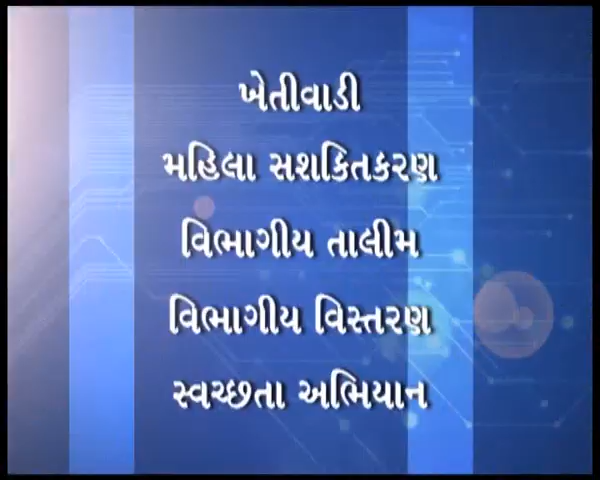 ખેતીવાડી
મહિલા સશકિતકરણ
વિભાગીય તાલીમ
વિભાગીય વિસ્તરણ
સ્વચ્છતા અભિયાન